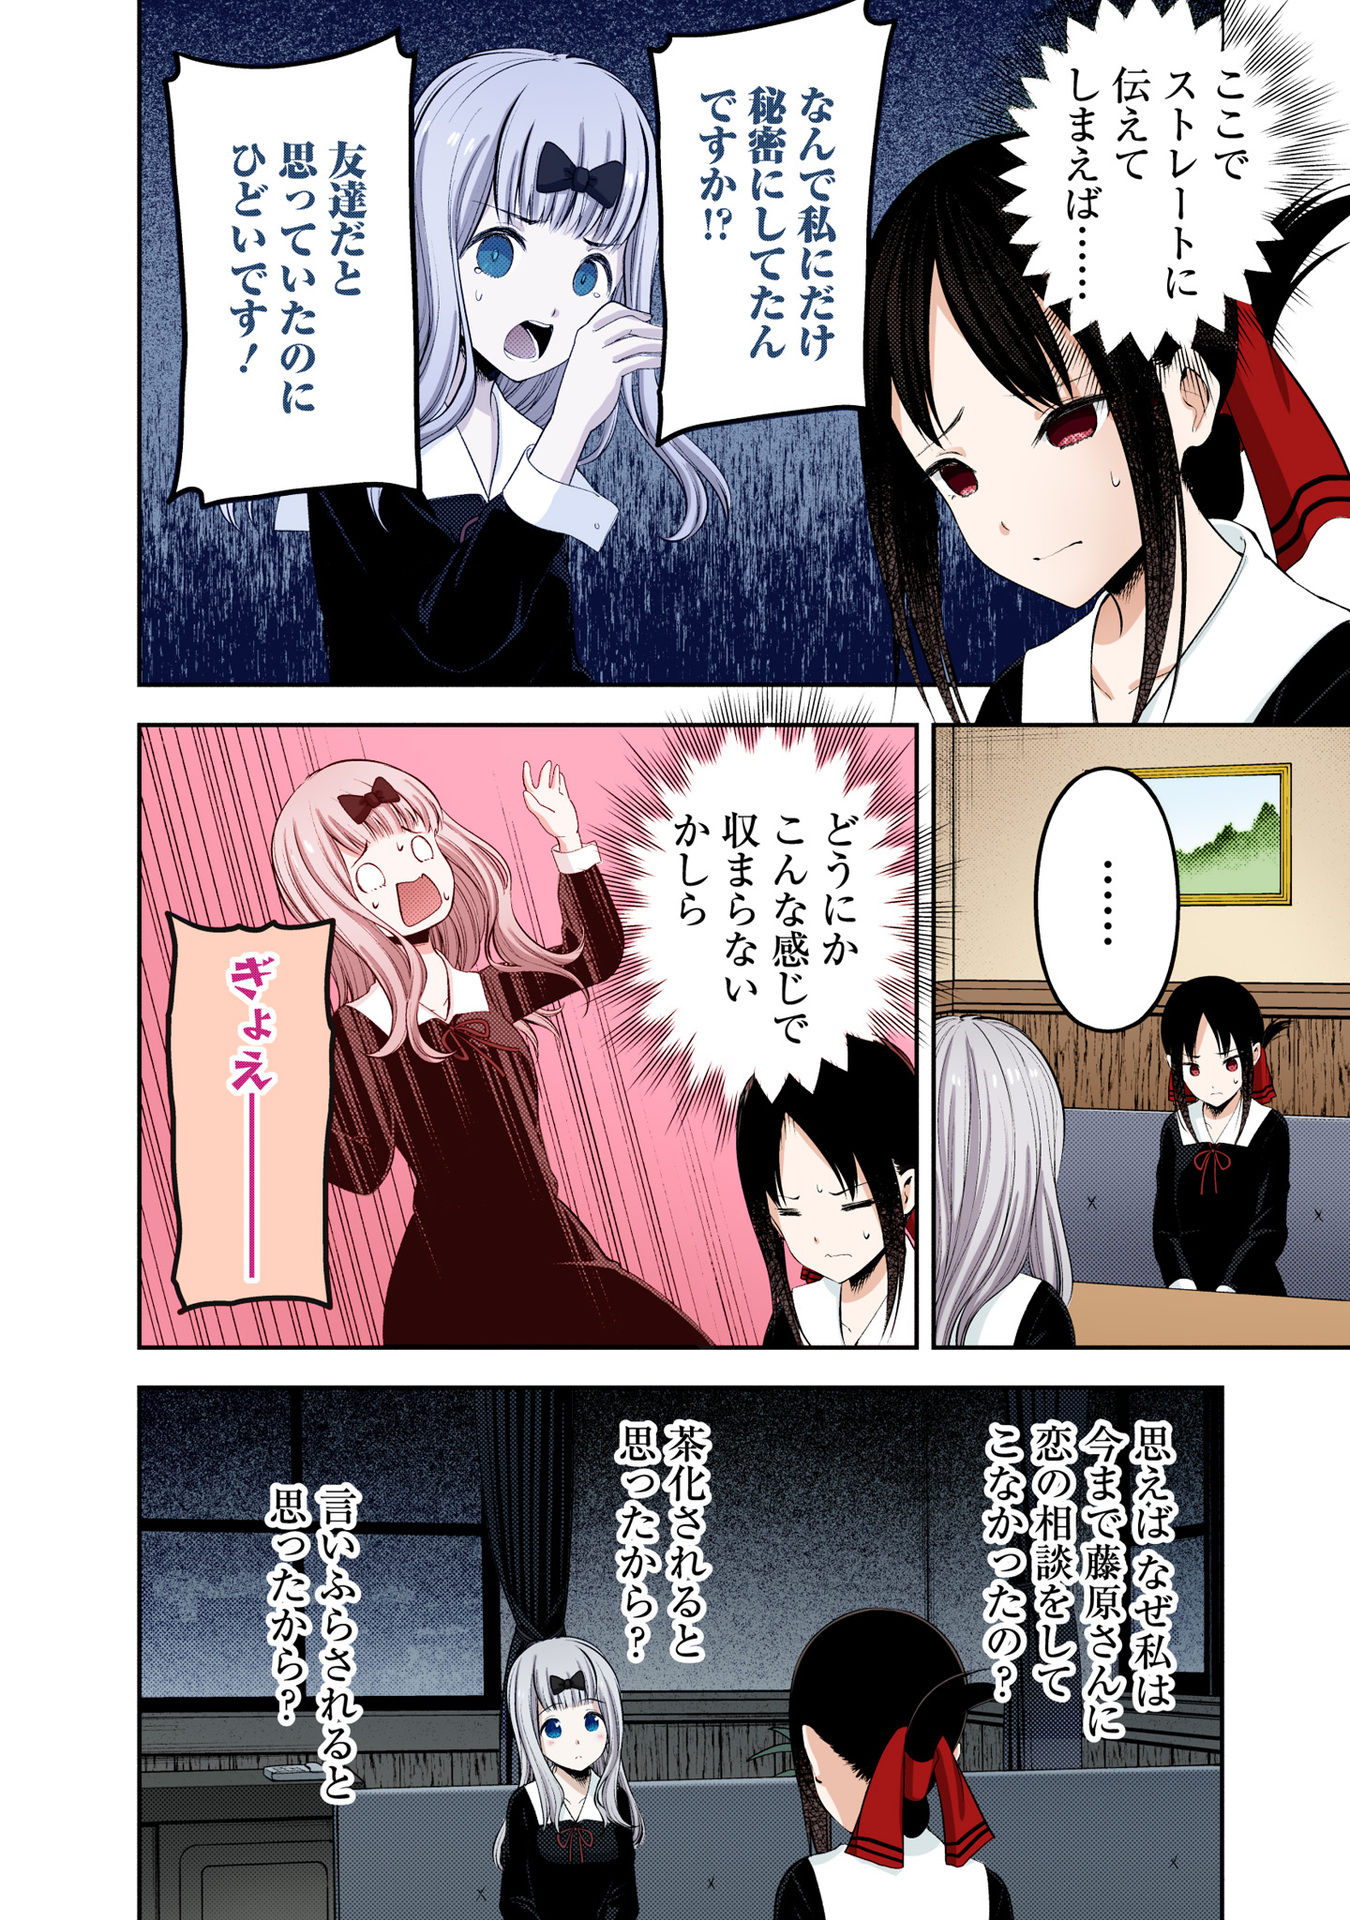 ここで
ストレートに
伝えて
しまえば……
なんで私にだけ
秘密にしてたん
ですか!?
友達だと
思っていたのに
ひどいです！
……
どうにか
こんな感じで
収まらない
かしら
ぎょえ――――
思えばなぜ私は
今まで藤原さんに
恋の相談をして
こなかったの？
茶化されると
思ったから？
言いふらされると
思ったから？